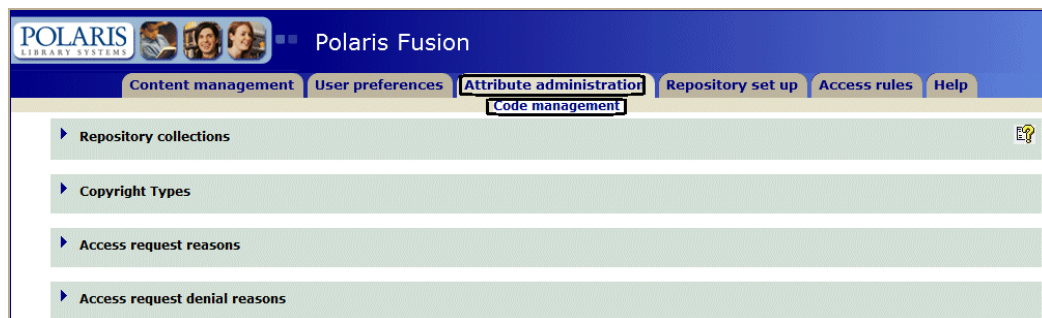 POLARIS
LIBRARY SYSTEMS
Polaris Fusion
Content management User preferences Attribute administration Repository set up Access rules Help
Code management
Repository collections
Copyright Types
Access request reasons
Access request denial reasons